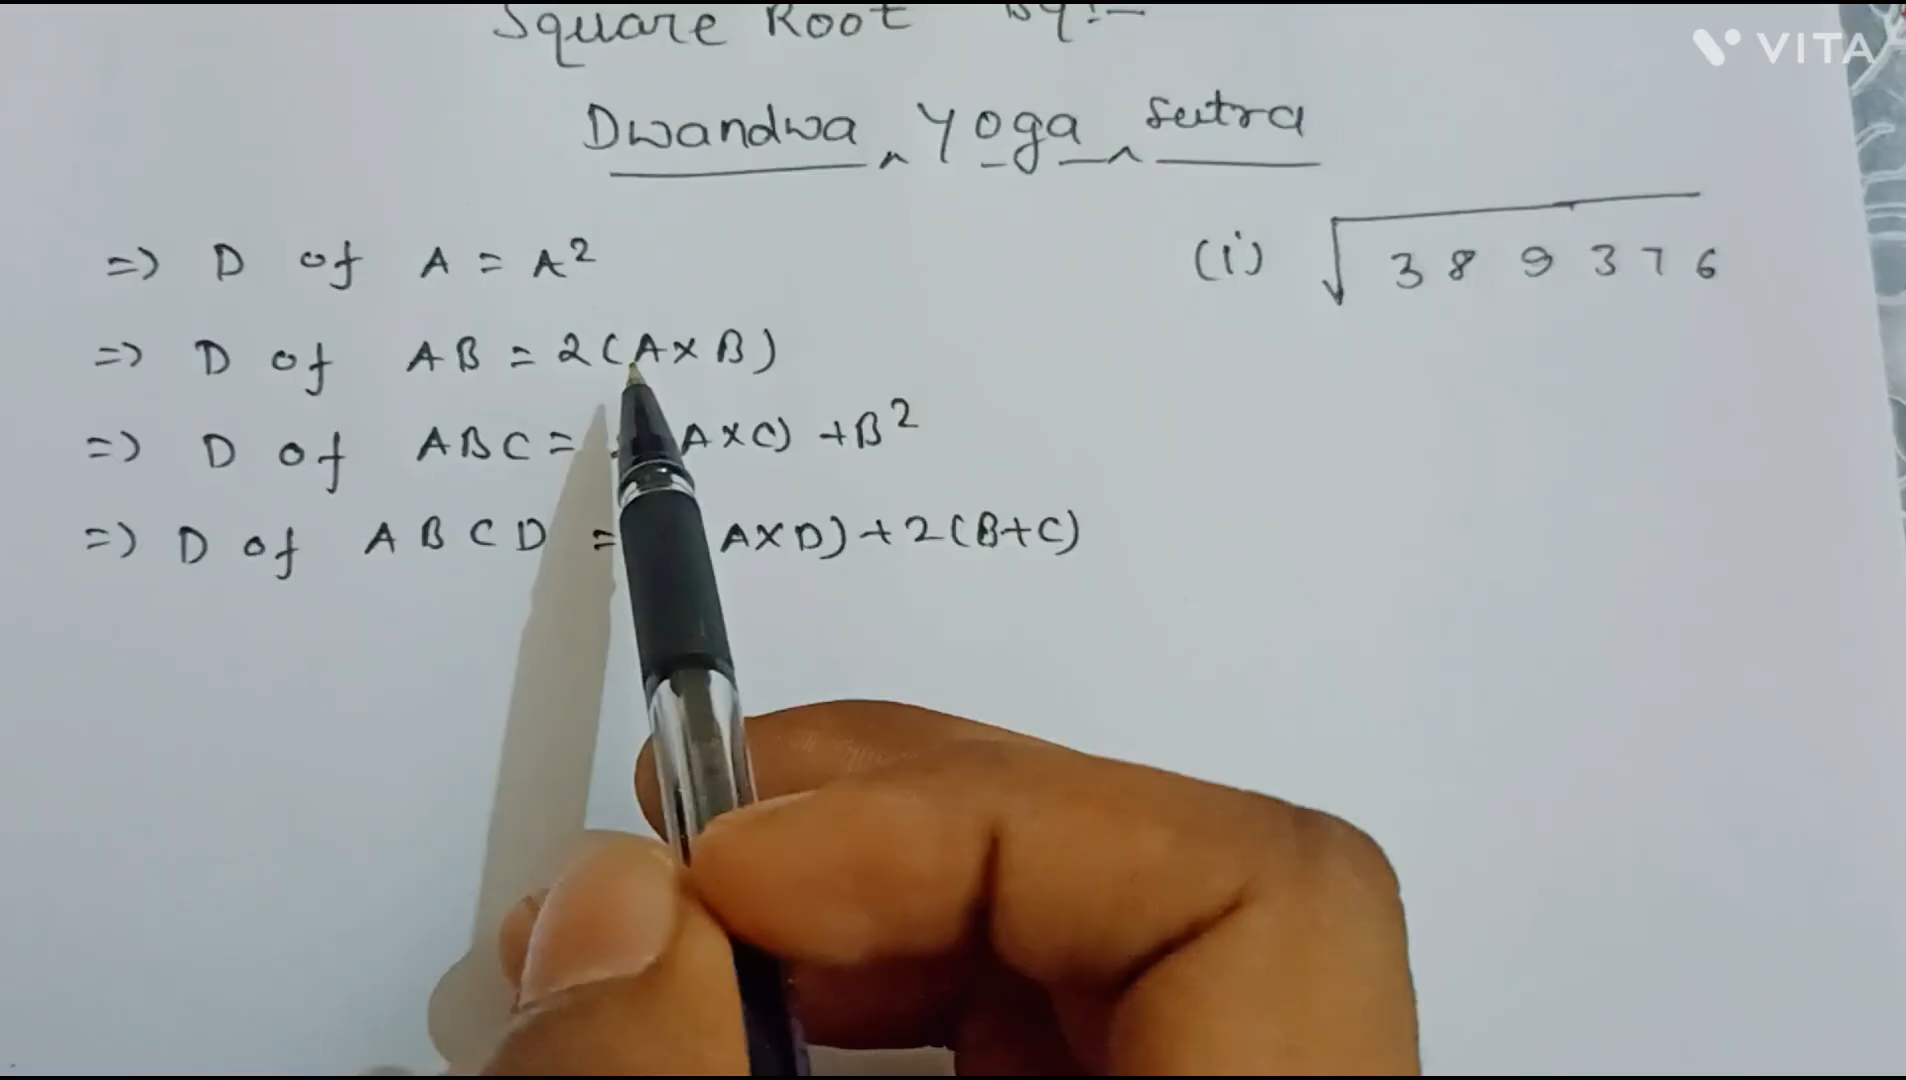 Square Root By:-
VITA
Dwandwa Yoga Sutra
=> D of A = A²
(i) √389376
=> D of AB = 2(A×B)
=> D of ABC = A×C) +B²
=> D of ABCD = A×D)+2(B+C)